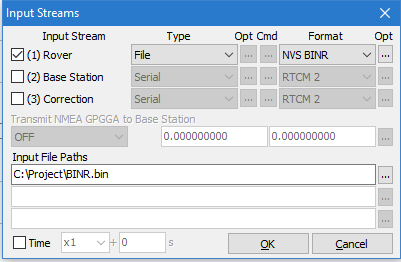 Input Streams
Input Stream Type Opt Cmd Format Opt
(1) Rover File ... ... NVS BINR ...
(2) Base Station Serial ... ... RTCM 2 ...
(3) Correction Serial ... ... RTCM 2 ...
Transmit NMEA GPGGA to Base Station
OFF 0.000000000 0.000000000 ...
Input File Paths
C:\Project\BINR.bin ...
...
...
Time x1 + 0 s OK Cancel